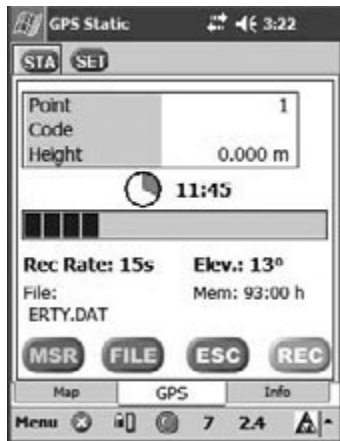 GPS Static 3:22
STA SET
Point 1
Code
Height 0.000 m
11:45
Rec Rate: 15s Elev.: 13º
File: Mem: 93:00 h
ERTY.DAT
MSR FILE ESC REC
Map GPS Info
Menu 7 2.4